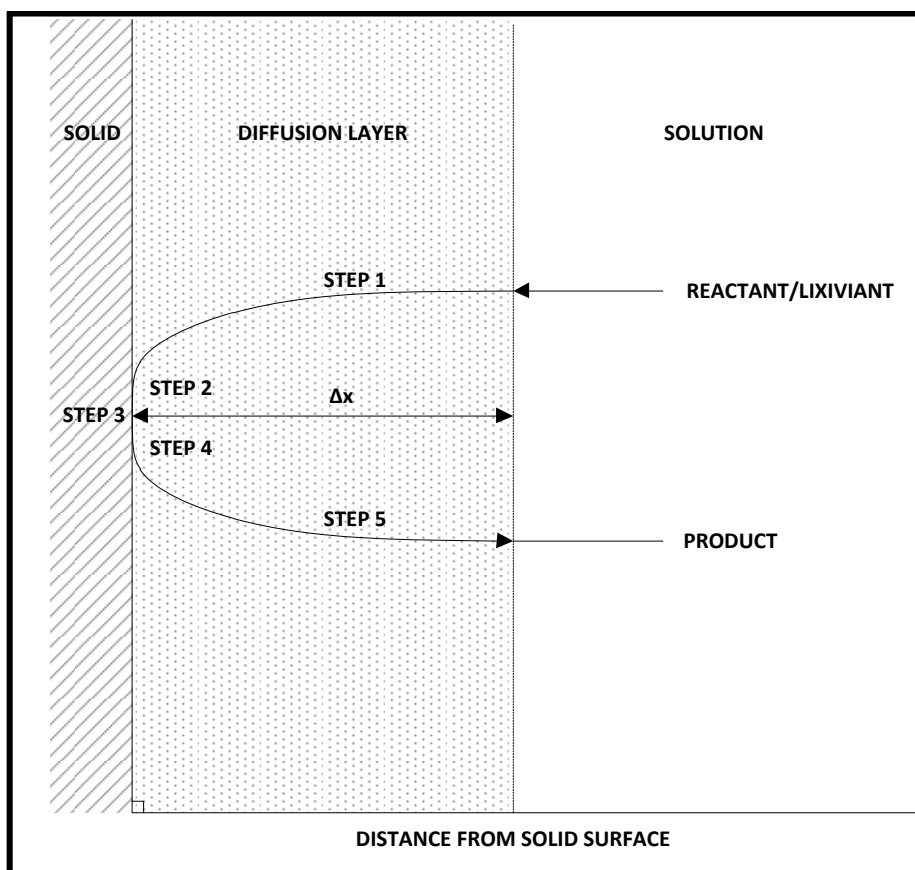 SOLID
DIFFUSION LAYER
SOLUTION
STEP 1
REACTANT/LIXIVIANT
STEP 2
Δx
STEP 3
STEP 4
STEP 5
PRODUCT
DISTANCE FROM SOLID SURFACE